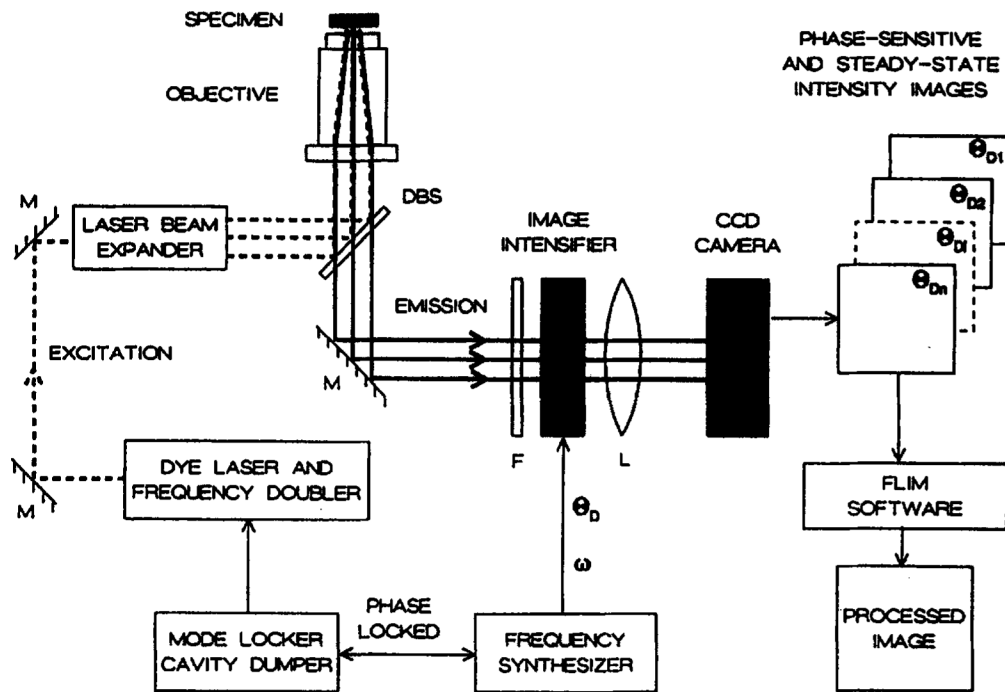 SPECIMEN
PHASE-SENSITIVE
AND STEADY-STATE
INTENSITY IMAGES
OBJECTIVE
ΘD1
ΘD2
ΘDi
ΘDn
M
DBS
LASER BEAM
EXPANDER
IMAGE
INTENSIFIER
CCD
CAMERA
EMISSION
EXCITATION
M
M
F
L
DYE LASER AND
FREQUENCY DOUBLER
FLIM
SOFTWARE
ΘD
ω
PHASE
LOCKED
MODE LOCKER
CAVITY DUMPER
FREQUENCY
SYNTHESIZER
PROCESSED
IMAGE